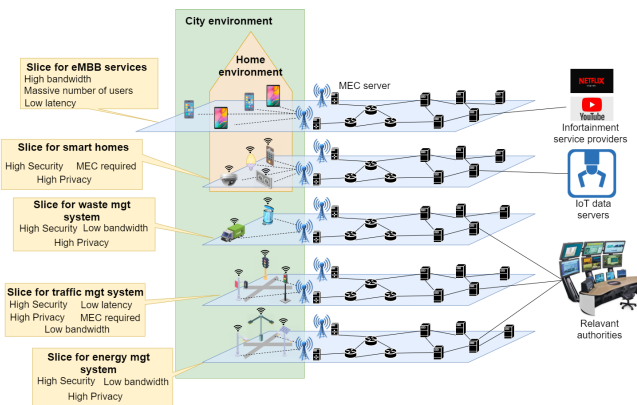 City environment
Home
environment
Slice for eMBB services
High bandwidth
Massive number of users
Low latency
MEC server
NETFLIX
YouTube
Infortainment
service providers
Slice for smart homes
High Security MEC required
High Privacy
IoT data
servers
Slice for waste mgt
system
High Security Low bandwidth
High Privacy
Slice for traffic mgt system
High Security Low latency
High Privacy MEC required
Low bandwidth
Relavant
authorities
Slice for energy mgt
system
High Security Low bandwidth
High Privacy